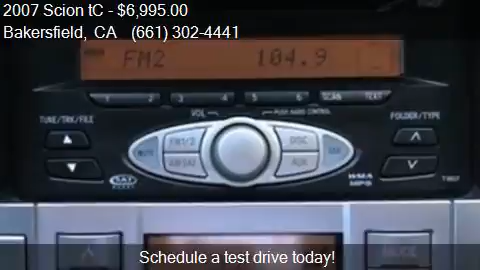 2007 Scion tC - $6,995.00
Bakersfield, CA (661) 302-4441
FM2 104.9
1 2 3 4 5 6 SCAN TEXT
TUNE/TRK/FILE VOL PUSH AUDIO CONTROL FOLDER/TYPE
FM1/2 DISC
MUTE
AM·SAT AUX
SAT WMA
MP3
MODE
Schedule a test drive today!